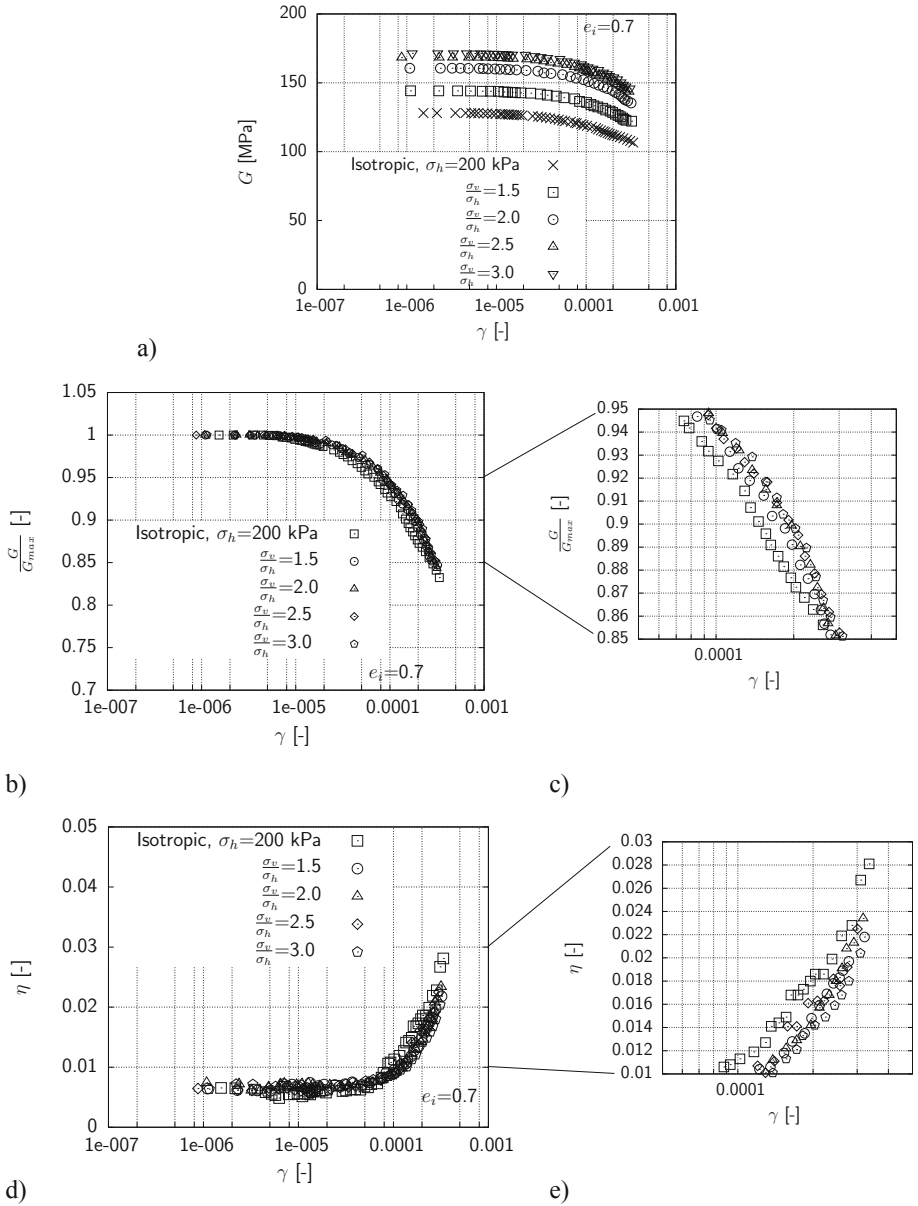 200
150
100
50
0
G [MPa]
e_i=0.7
Isotropic, σ_h=200 kPa
σ_v/σ_h=1.5
σ_v/σ_h=2.0
σ_v/σ_h=2.5
σ_v/σ_h=3.0
1e-007 1e-006 1e-005 0.0001 0.001
γ [-]
a)
1.05
1
0.95
0.9
0.85
0.8
0.75
0.7
G/G_max [-]
Isotropic, σ_h=200 kPa
σ_v/σ_h=1.5
σ_v/σ_h=2.0
σ_v/σ_h=2.5
σ_v/σ_h=3.0
e_i=0.7
1e-007 1e-006 1e-005 0.0001 0.001
γ [-]
b)
0.95
0.94
0.93
0.92
0.91
0.9
0.89
0.88
0.87
0.86
0.85
G/G_max [-]
0.0001
γ [-]
c)
0.05
0.04
0.03
0.02
0.01
0
η [-]
Isotropic, σ_h=200 kPa
σ_v/σ_h=1.5
σ_v/σ_h=2.0
σ_v/σ_h=2.5
σ_v/σ_h=3.0
e_i=0.7
1e-007 1e-006 1e-005 0.0001 0.001
γ [-]
d)
0.03
0.028
0.026
0.024
0.022
0.02
0.018
0.016
0.014
0.012
0.01
η [-]
0.0001
γ [-]
e)